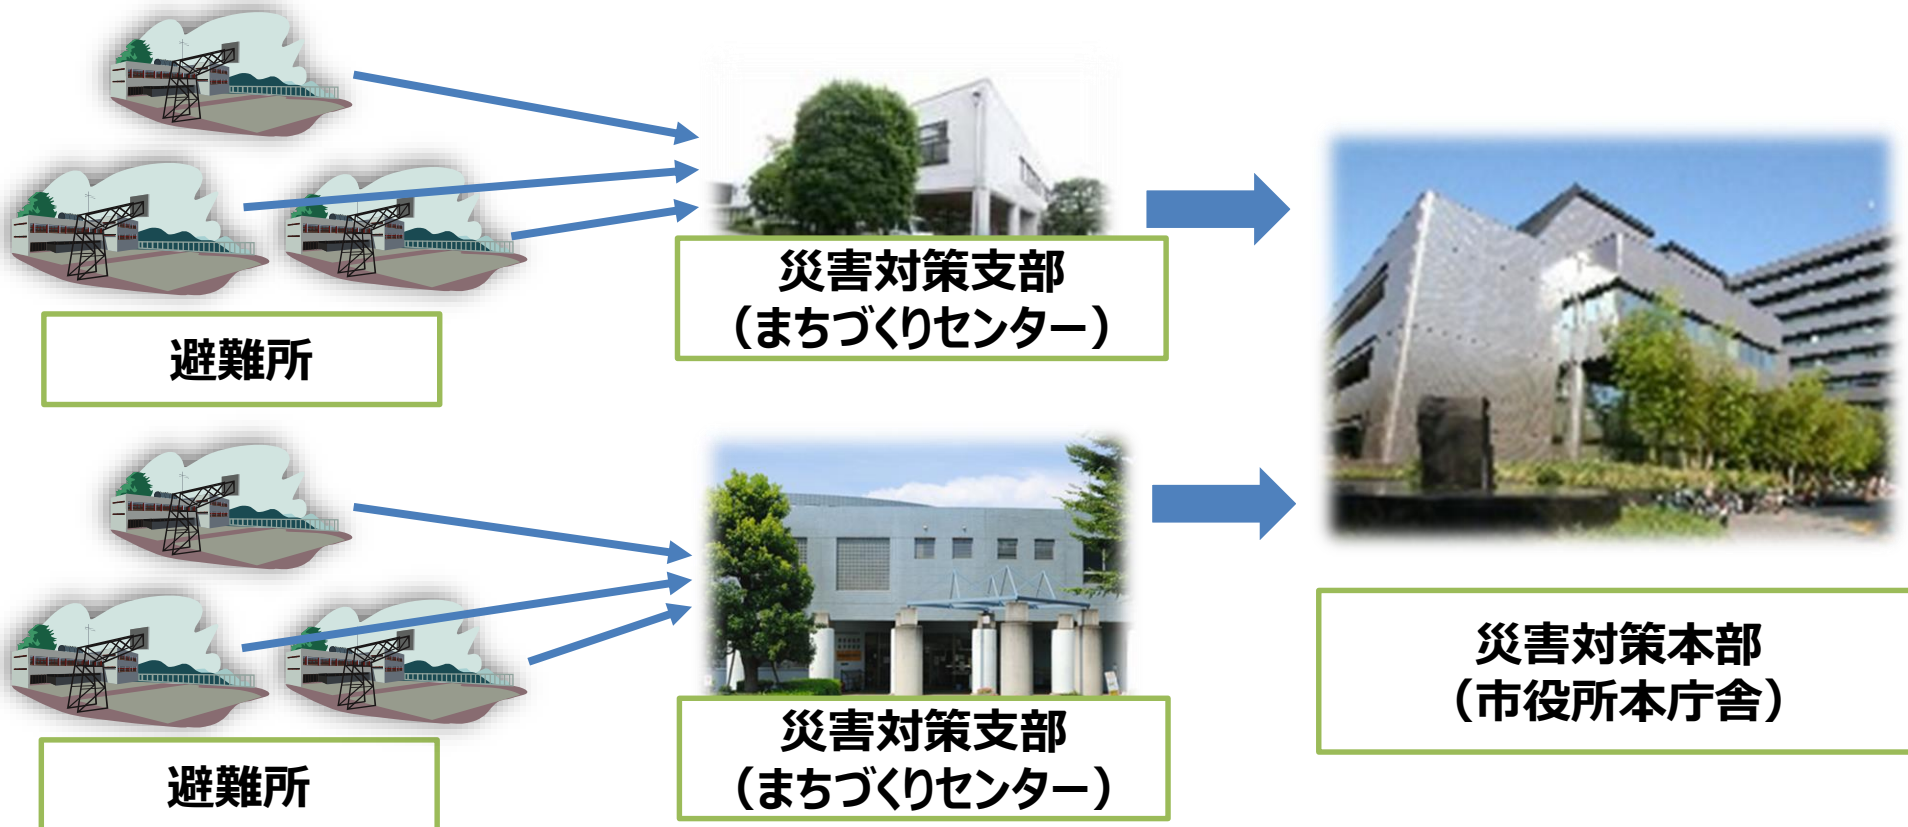 避難所
災害対策支部
（まちづくりセンター）
避難所
災害対策支部
（まちづくりセンター）
災害対策本部
（市役所本庁舎）